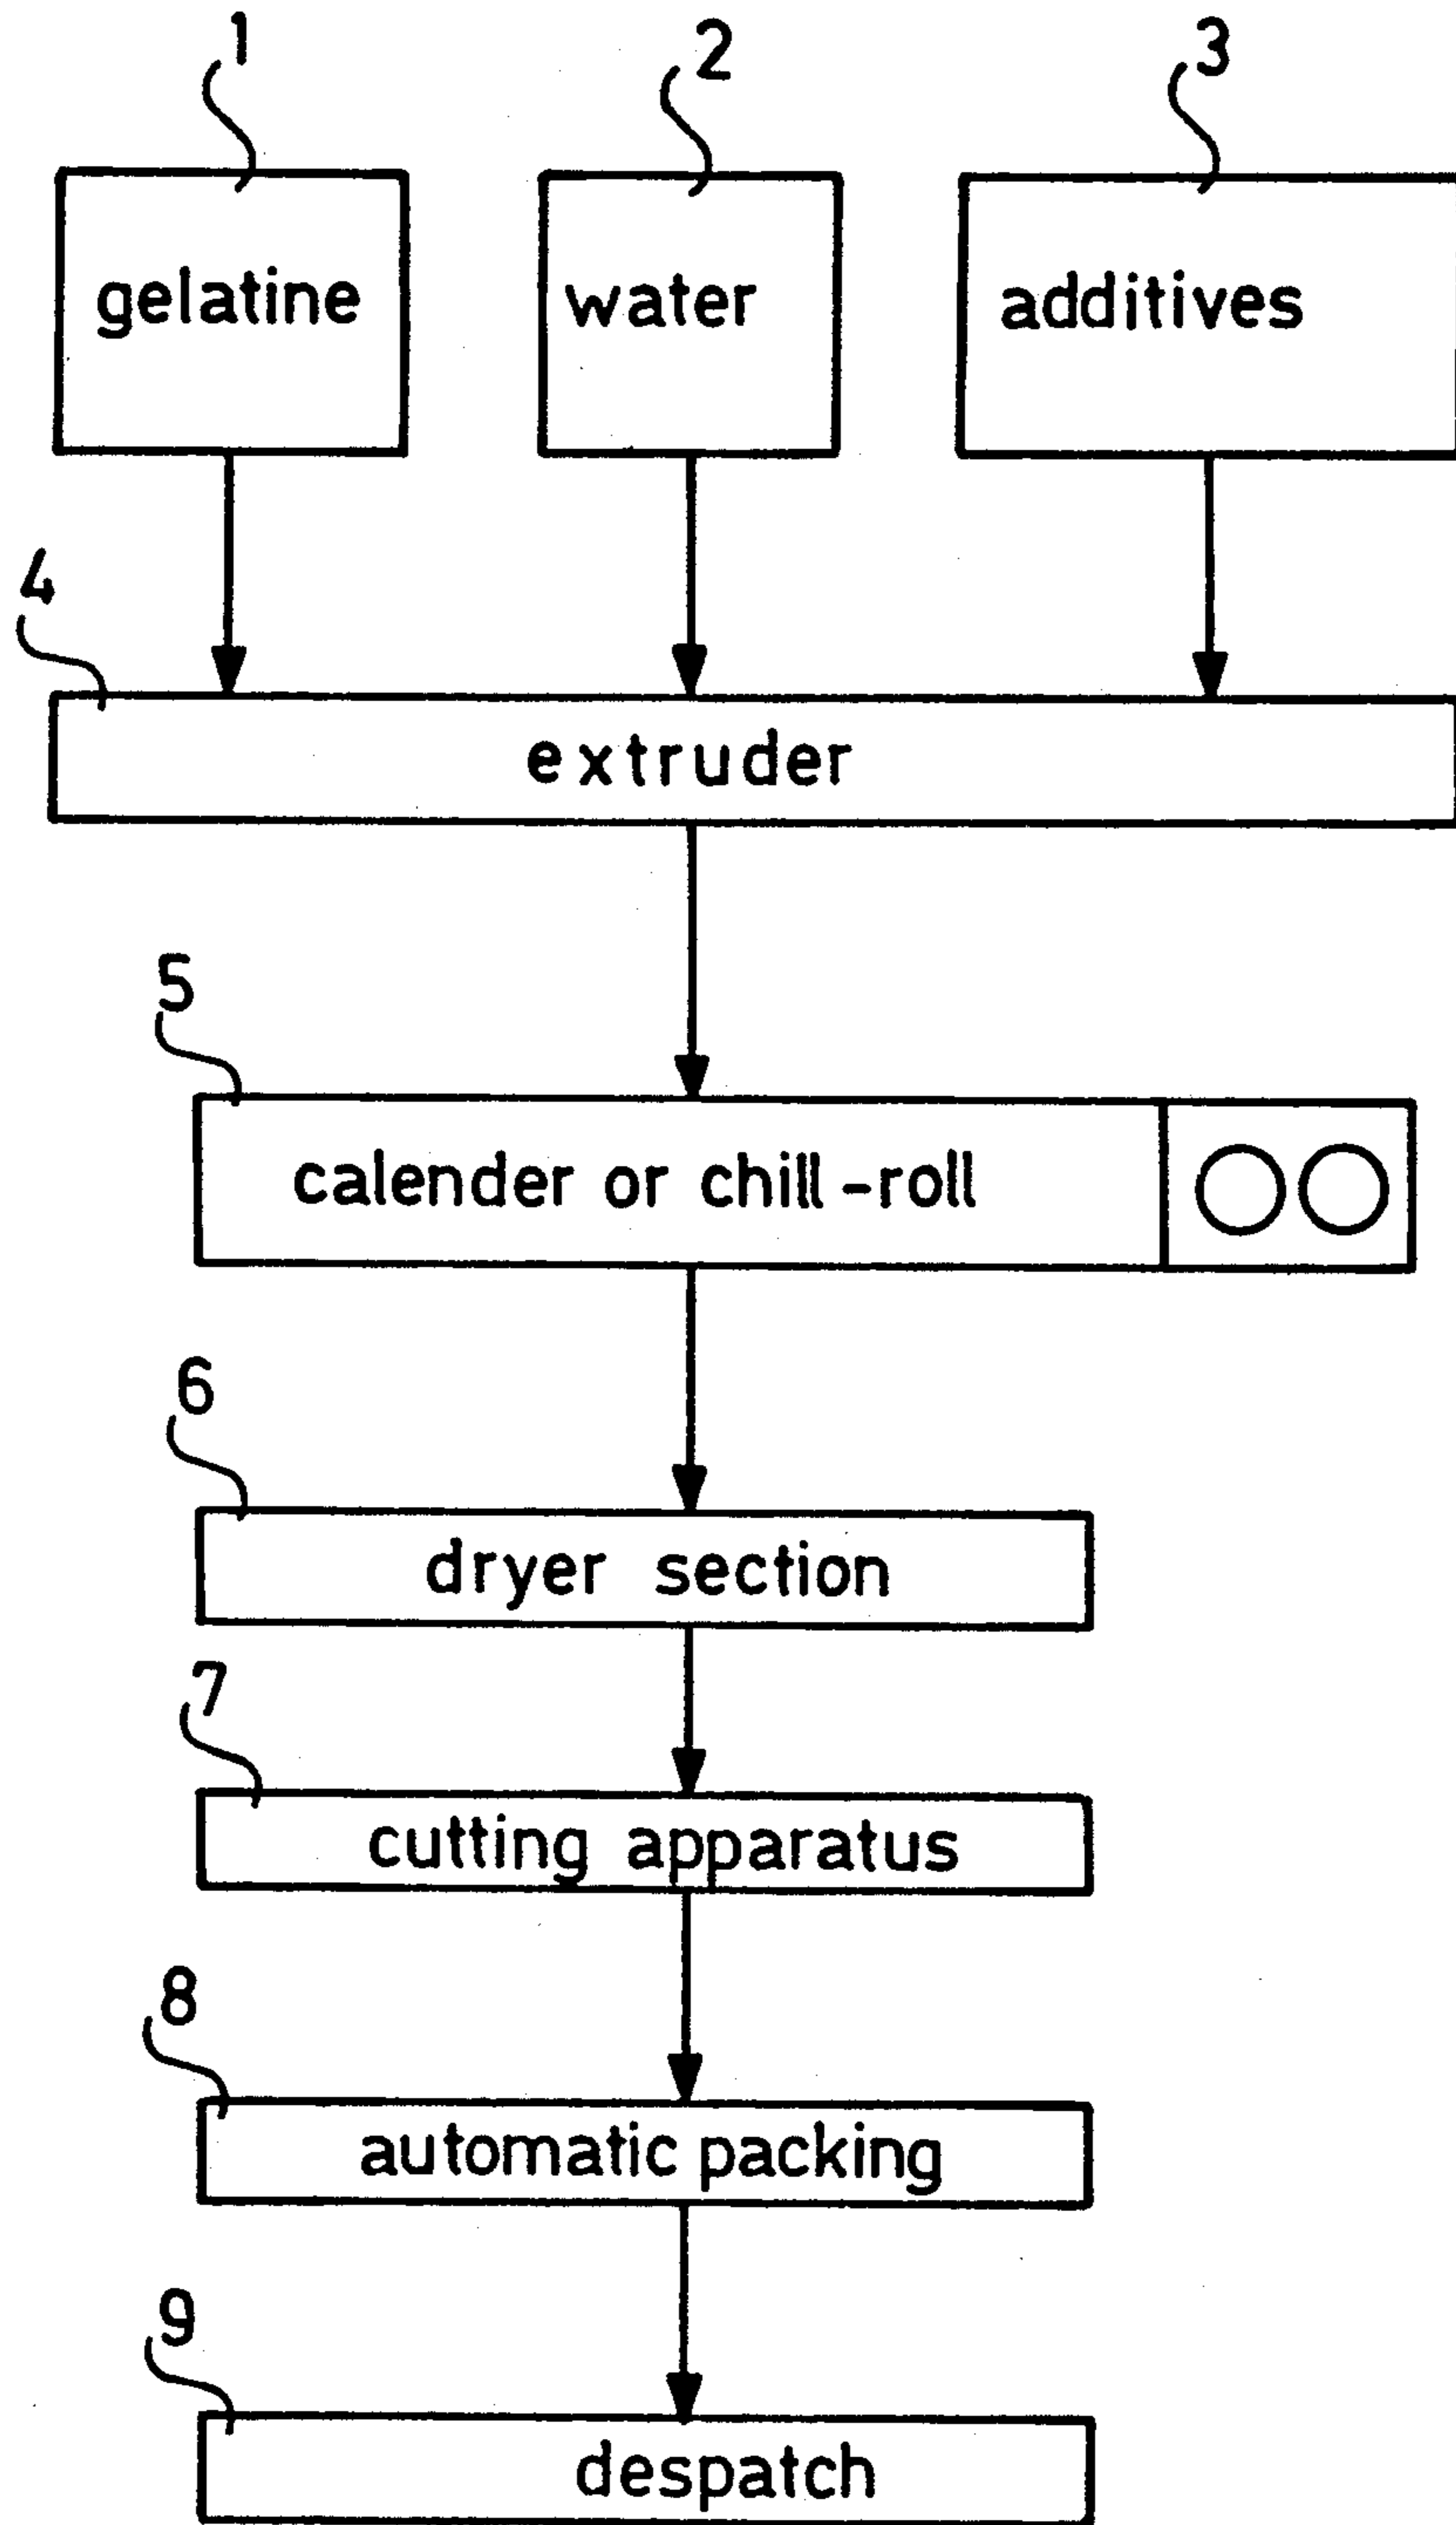 1 2 3
gelatine water additives
4
extruder
5
calender or chill-roll
6
dryer section
7
cutting apparatus
8
automatic packing
9
despatch